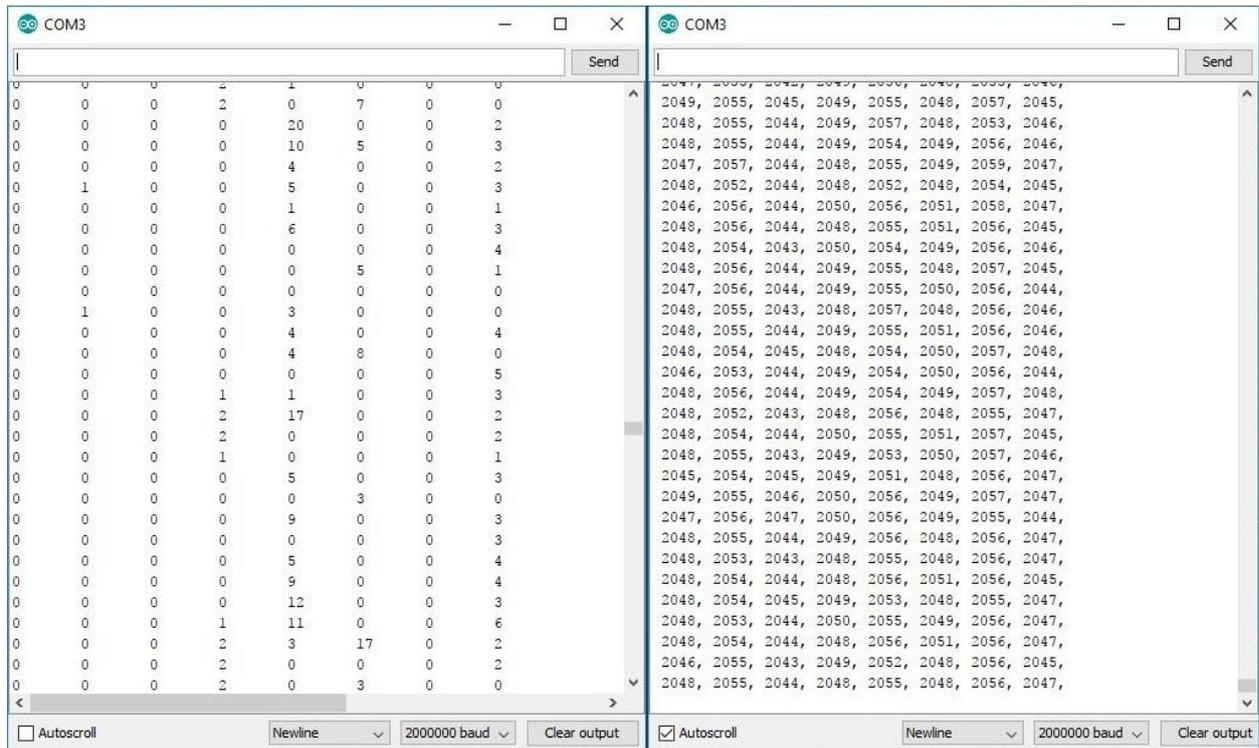 COM3
Send
0 0 0 2 1 0 0 0
0 0 0 2 0 7 0 0
0 0 0 0 20 0 0 2
0 0 0 0 10 5 0 3
0 0 0 0 4 0 0 2
0 1 0 0 5 0 0 3
0 0 0 0 1 0 0 1
0 0 0 0 6 0 0 3
0 0 0 0 0 0 0 4
0 0 0 0 0 5 0 1
0 0 0 0 0 0 0 0
0 1 0 0 3 0 0 0
0 0 0 0 4 0 0 4
0 0 0 0 4 8 0 0
0 0 0 0 0 0 0 5
0 0 0 1 1 0 0 3
0 0 0 2 17 0 0 2
0 0 0 2 0 0 0 2
0 0 0 1 0 0 0 1
0 0 0 0 5 0 0 3
0 0 0 0 0 3 0 0
0 0 0 0 9 0 0 3
0 0 0 0 0 0 0 3
0 0 0 0 5 0 0 4
0 0 0 0 9 0 0 4
0 0 0 0 12 0 0 3
0 0 0 1 11 0 0 6
0 0 0 2 3 17 0 2
0 0 0 2 0 0 0 2
0 0 0 2 0 3 0 0
Autoscroll Newline 2000000 baud Clear output
COM3
Send
2049, 2055, 2045, 2049, 2055, 2048, 2057, 2045,
2048, 2055, 2044, 2049, 2057, 2048, 2053, 2046,
2048, 2055, 2044, 2049, 2054, 2049, 2056, 2046,
2047, 2057, 2044, 2048, 2055, 2049, 2059, 2047,
2048, 2052, 2044, 2048, 2052, 2048, 2054, 2045,
2046, 2056, 2044, 2050, 2056, 2051, 2058, 2047,
2048, 2056, 2044, 2048, 2055, 2051, 2056, 2045,
2048, 2054, 2043, 2050, 2054, 2049, 2056, 2046,
2048, 2056, 2044, 2049, 2055, 2048, 2057, 2045,
2047, 2056, 2044, 2049, 2055, 2050, 2056, 2044,
2048, 2055, 2043, 2048, 2057, 2048, 2056, 2046,
2048, 2055, 2044, 2049, 2055, 2051, 2056, 2046,
2048, 2054, 2045, 2048, 2054, 2050, 2057, 2048,
2046, 2053, 2044, 2049, 2054, 2050, 2056, 2044,
2048, 2056, 2044, 2049, 2054, 2049, 2057, 2048,
2048, 2052, 2043, 2048, 2056, 2048, 2055, 2047,
2048, 2054, 2044, 2050, 2055, 2051, 2057, 2045,
2048, 2055, 2043, 2049, 2053, 2050, 2057, 2046,
2045, 2054, 2045, 2049, 2051, 2048, 2056, 2047,
2049, 2055, 2046, 2050, 2056, 2049, 2057, 2047,
2047, 2056, 2047, 2050, 2056, 2049, 2055, 2044,
2048, 2055, 2044, 2049, 2056, 2048, 2056, 2047,
2048, 2053, 2043, 2048, 2055, 2048, 2056, 2047,
2048, 2054, 2044, 2048, 2056, 2051, 2056, 2045,
2048, 2054, 2045, 2049, 2053, 2048, 2055, 2047,
2048, 2053, 2044, 2050, 2055, 2049, 2056, 2047,
2048, 2054, 2044, 2048, 2056, 2051, 2056, 2047,
2046, 2055, 2043, 2049, 2052, 2048, 2056, 2045,
2048, 2055, 2044, 2048, 2055, 2048, 2056, 2047,
Autoscroll Newline 2000000 baud Clear output